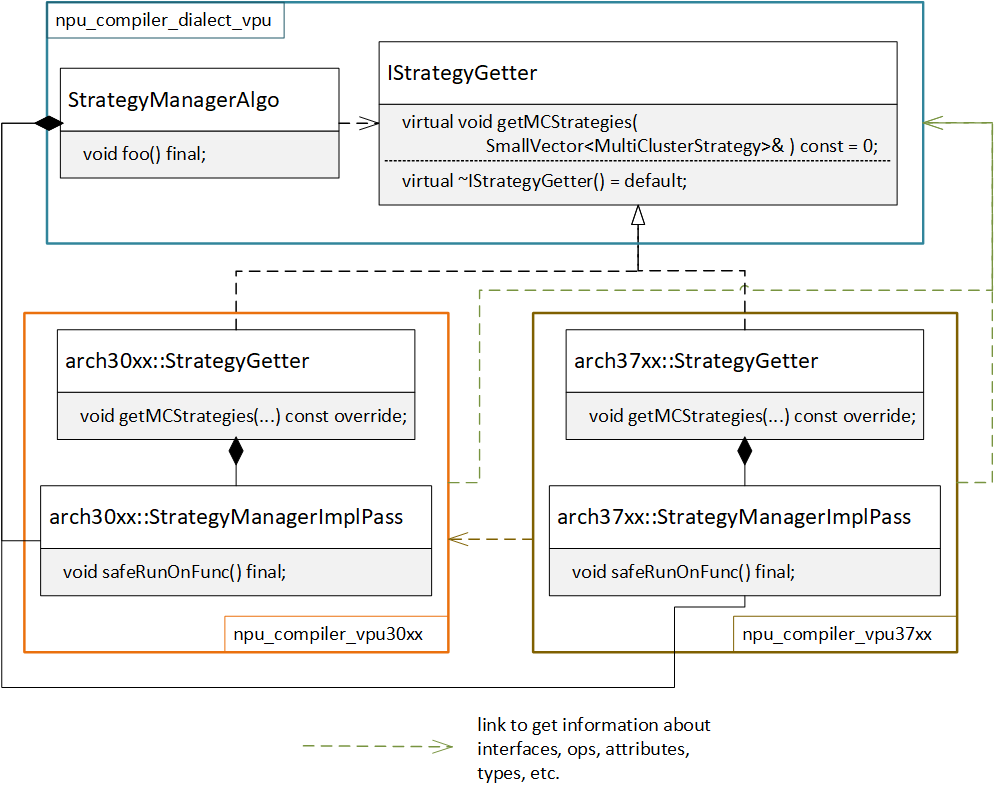 npu_compiler_dialect_vpu
StrategyManagerAlgo
void foo() final;
IStrategyGetter
virtual void getMCStrategies(
SmallVector<MultiClusterStrategy>& ) const = 0;
virtual ~IStrategyGetter() = default;
arch30xx::StrategyGetter
void getMCStrategies(...) const override;
arch30xx::StrategyManagerImplPass
void safeRunOnFunc() final;
npu_compiler_vpu30xx
arch37xx::StrategyGetter
void getMCStrategies(...) const override;
arch37xx::StrategyManagerImplPass
void safeRunOnFunc() final;
npu_compiler_vpu37xx
link to get information about
interfaces, ops, attributes,
types, etc.